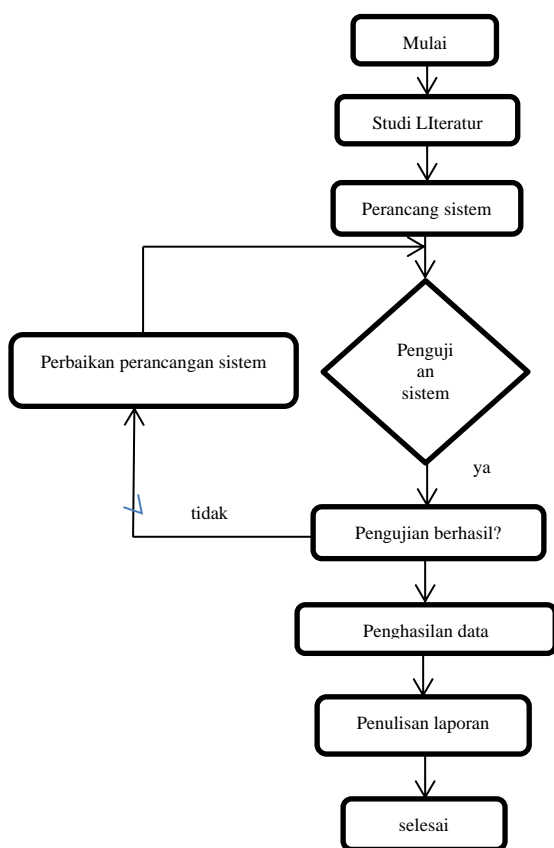 Mulai
Studi LIteratur
Perancang sistem
Perbaikan perancangan sistem
Penguji
an
sistem
ya
tidak
Pengujian berhasil?
Penghasilan data
Penulisan laporan
selesai